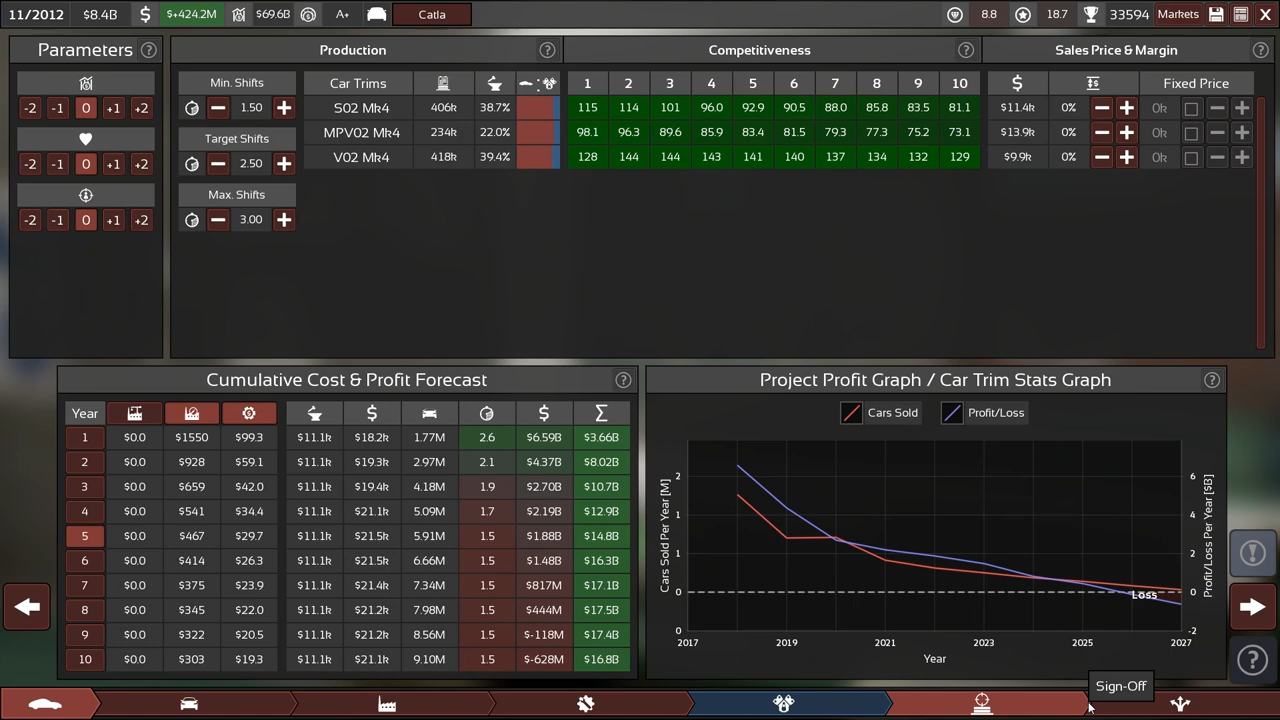 11/2012 $8.4B $ $+424.2M $69.6B A+ Catla 8.8 18.7 33594 Markets X
Parameters ?
-2 -1 0 +1 +2
-2 -1 0 +1 +2
-2 -1 0 +1 +2
Production ? Competitiveness ? Sales Price & Margin ?
Min. Shifts
1.50
Target Shifts
2.50
Max. Shifts
3.00
Car Trims 1 2 3 4 5 6 7 8 9 10 $ Fixed Price
S02 Mk4 406k 38.7% 115 114 101 96.0 92.9 90.5 88.0 85.8 83.5 81.1 $11.4k 0% 0k
MPV02 Mk4 234k 22.0% 98.1 96.3 89.6 85.9 83.4 81.5 79.3 77.3 75.2 73.1 $13.9k 0% 0k
V02 Mk4 418k 39.4% 128 144 144 143 141 140 137 134 132 129 $9.9k 0% 0k
Cumulative Cost & Profit Forecast ?
Year $ $ Σ
1 $0.0 $1550 $99.3 $11.1k $18.2k 1.77M 2.6 $6.59B $3.66B
2 $0.0 $928 $59.1 $11.1k $19.3k 2.97M 2.1 $4.37B $8.02B
3 $0.0 $659 $42.0 $11.1k $19.4k 4.18M 1.9 $2.70B $10.7B
4 $0.0 $541 $34.4 $11.1k $21.1k 5.09M 1.7 $2.19B $12.9B
5 $0.0 $467 $29.7 $11.1k $21.5k 5.91M 1.5 $1.88B $14.8B
6 $0.0 $414 $26.3 $11.1k $21.5k 6.66M 1.5 $1.48B $16.3B
7 $0.0 $375 $23.9 $11.1k $21.4k 7.34M 1.5 $817M $17.1B
8 $0.0 $345 $22.0 $11.1k $21.2k 7.98M 1.5 $444M $17.5B
9 $0.0 $322 $20.5 $11.1k $21.2k 8.56M 1.5 $-118M $17.4B
10 $0.0 $303 $19.3 $11.1k $21.1k 9.10M 1.5 $-628M $16.8B
Project Profit Graph / Car Trim Stats Graph ?
Cars Sold Profit/Loss
Cars Sold Per Year [M]
2
1
1
0
0
Profit/Loss Per Year [$B]
6
4
2
0
-2
Loss
2017 2019 2021 2023 2025 2027
Year
?
Sign-Off